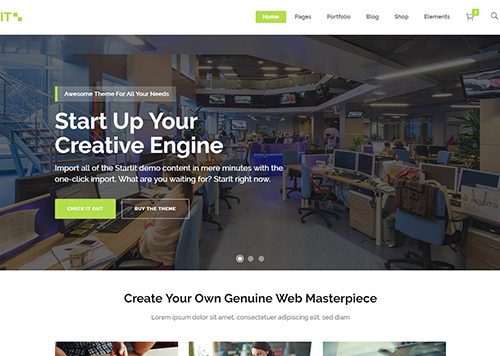 IT
Home Pages Portfolio Blog Shop Elements 2
Awesome Theme For All Your Needs
Start Up Your
Creative Engine
Import all of the StartIt demo content in mere minutes with the
one-click import. What are you waiting for? StarIt right now.
CHECK IT OUT BUY THE THEME
Create Your Own Genuine Web Masterpiece
Lorem ipsum dolor sit amet, consectetuer adipiscing elit, sed diam